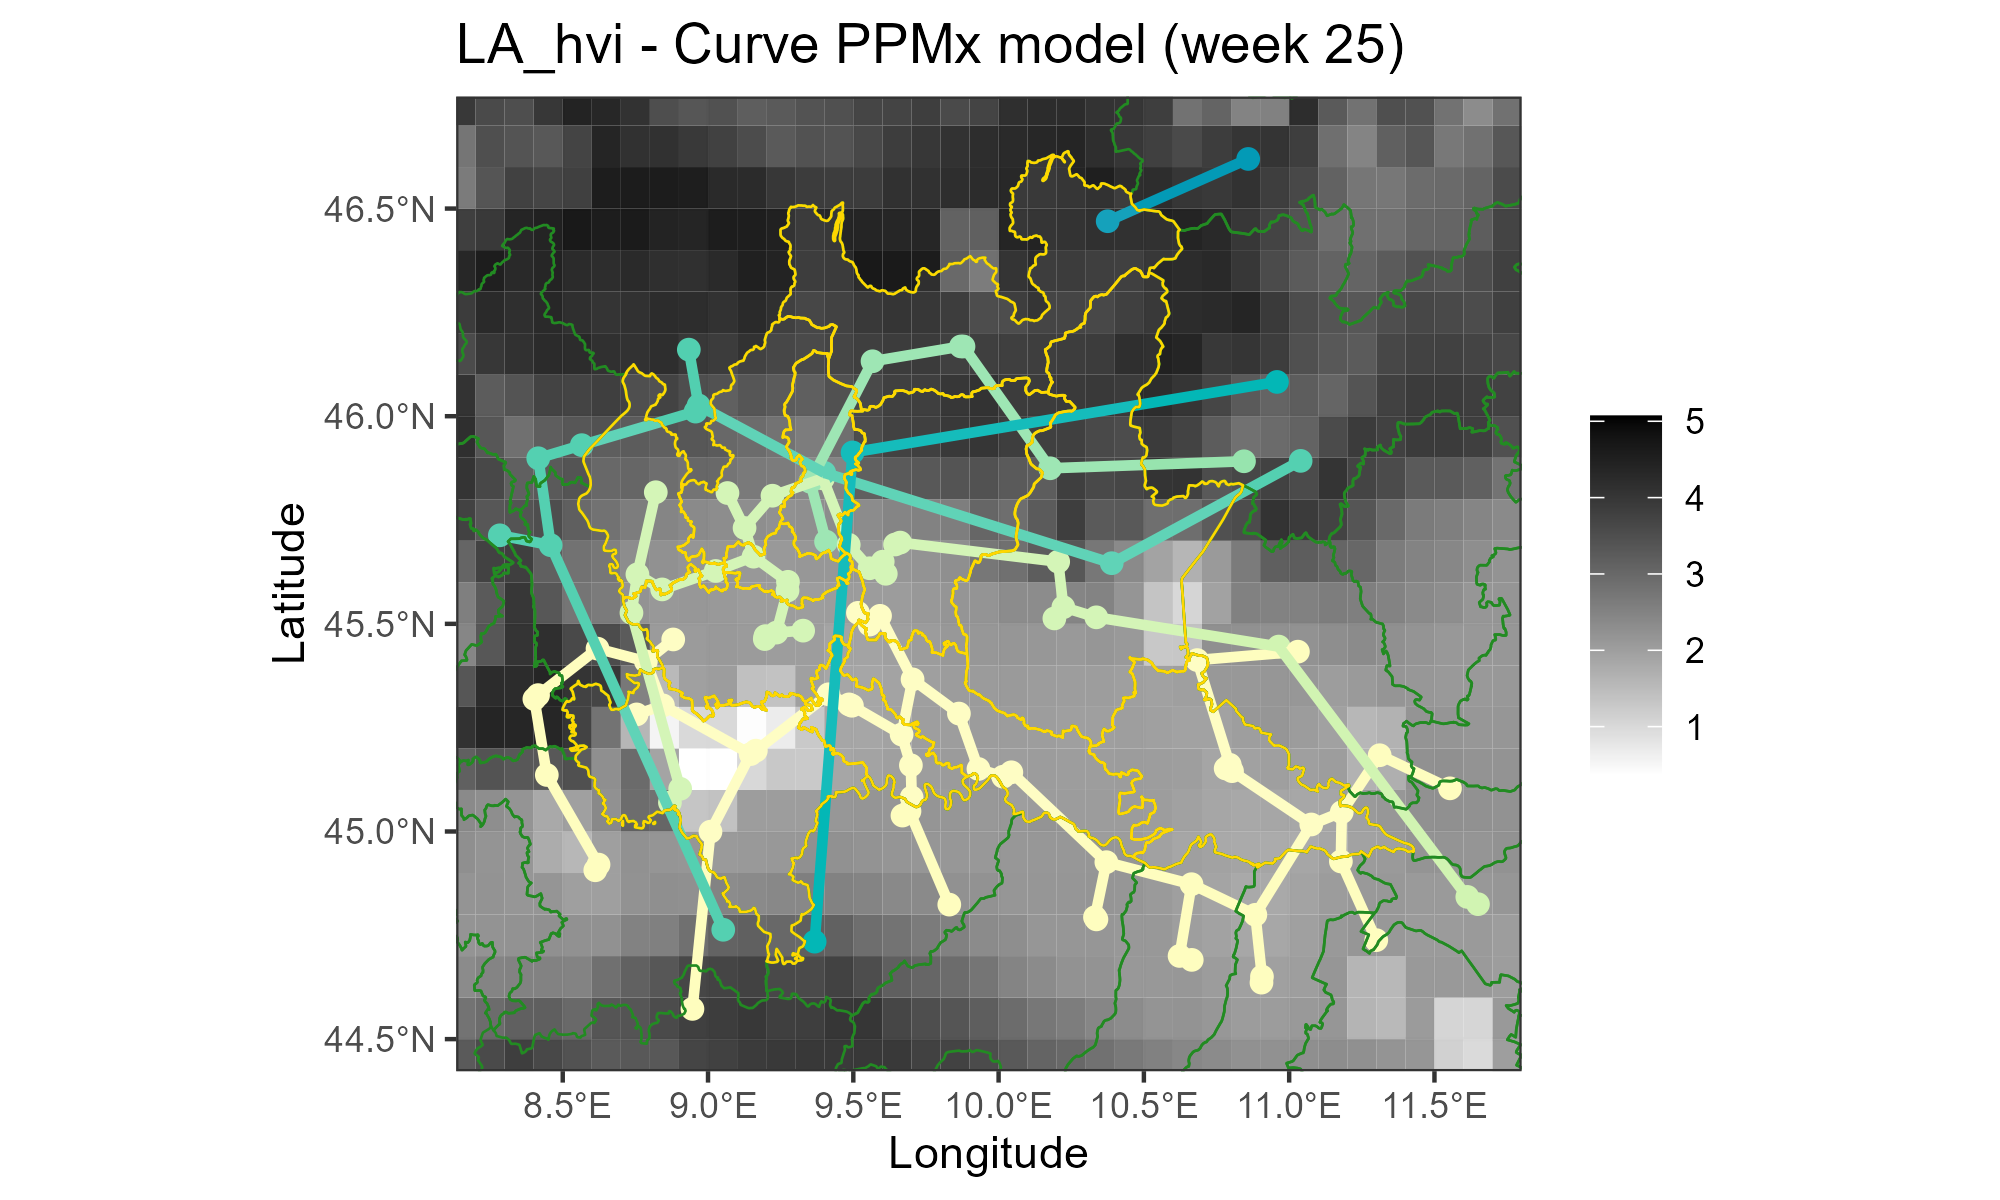 LA_hvi - Curve PPMx model (week 25)
46.5°N
46.0°N
45.5°N
45.0°N
44.5°N
Latitude
8.5°E 9.0°E 9.5°E 10.0°E 10.5°E 11.0°E 11.5°E
Longitude
5
4
3
2
1